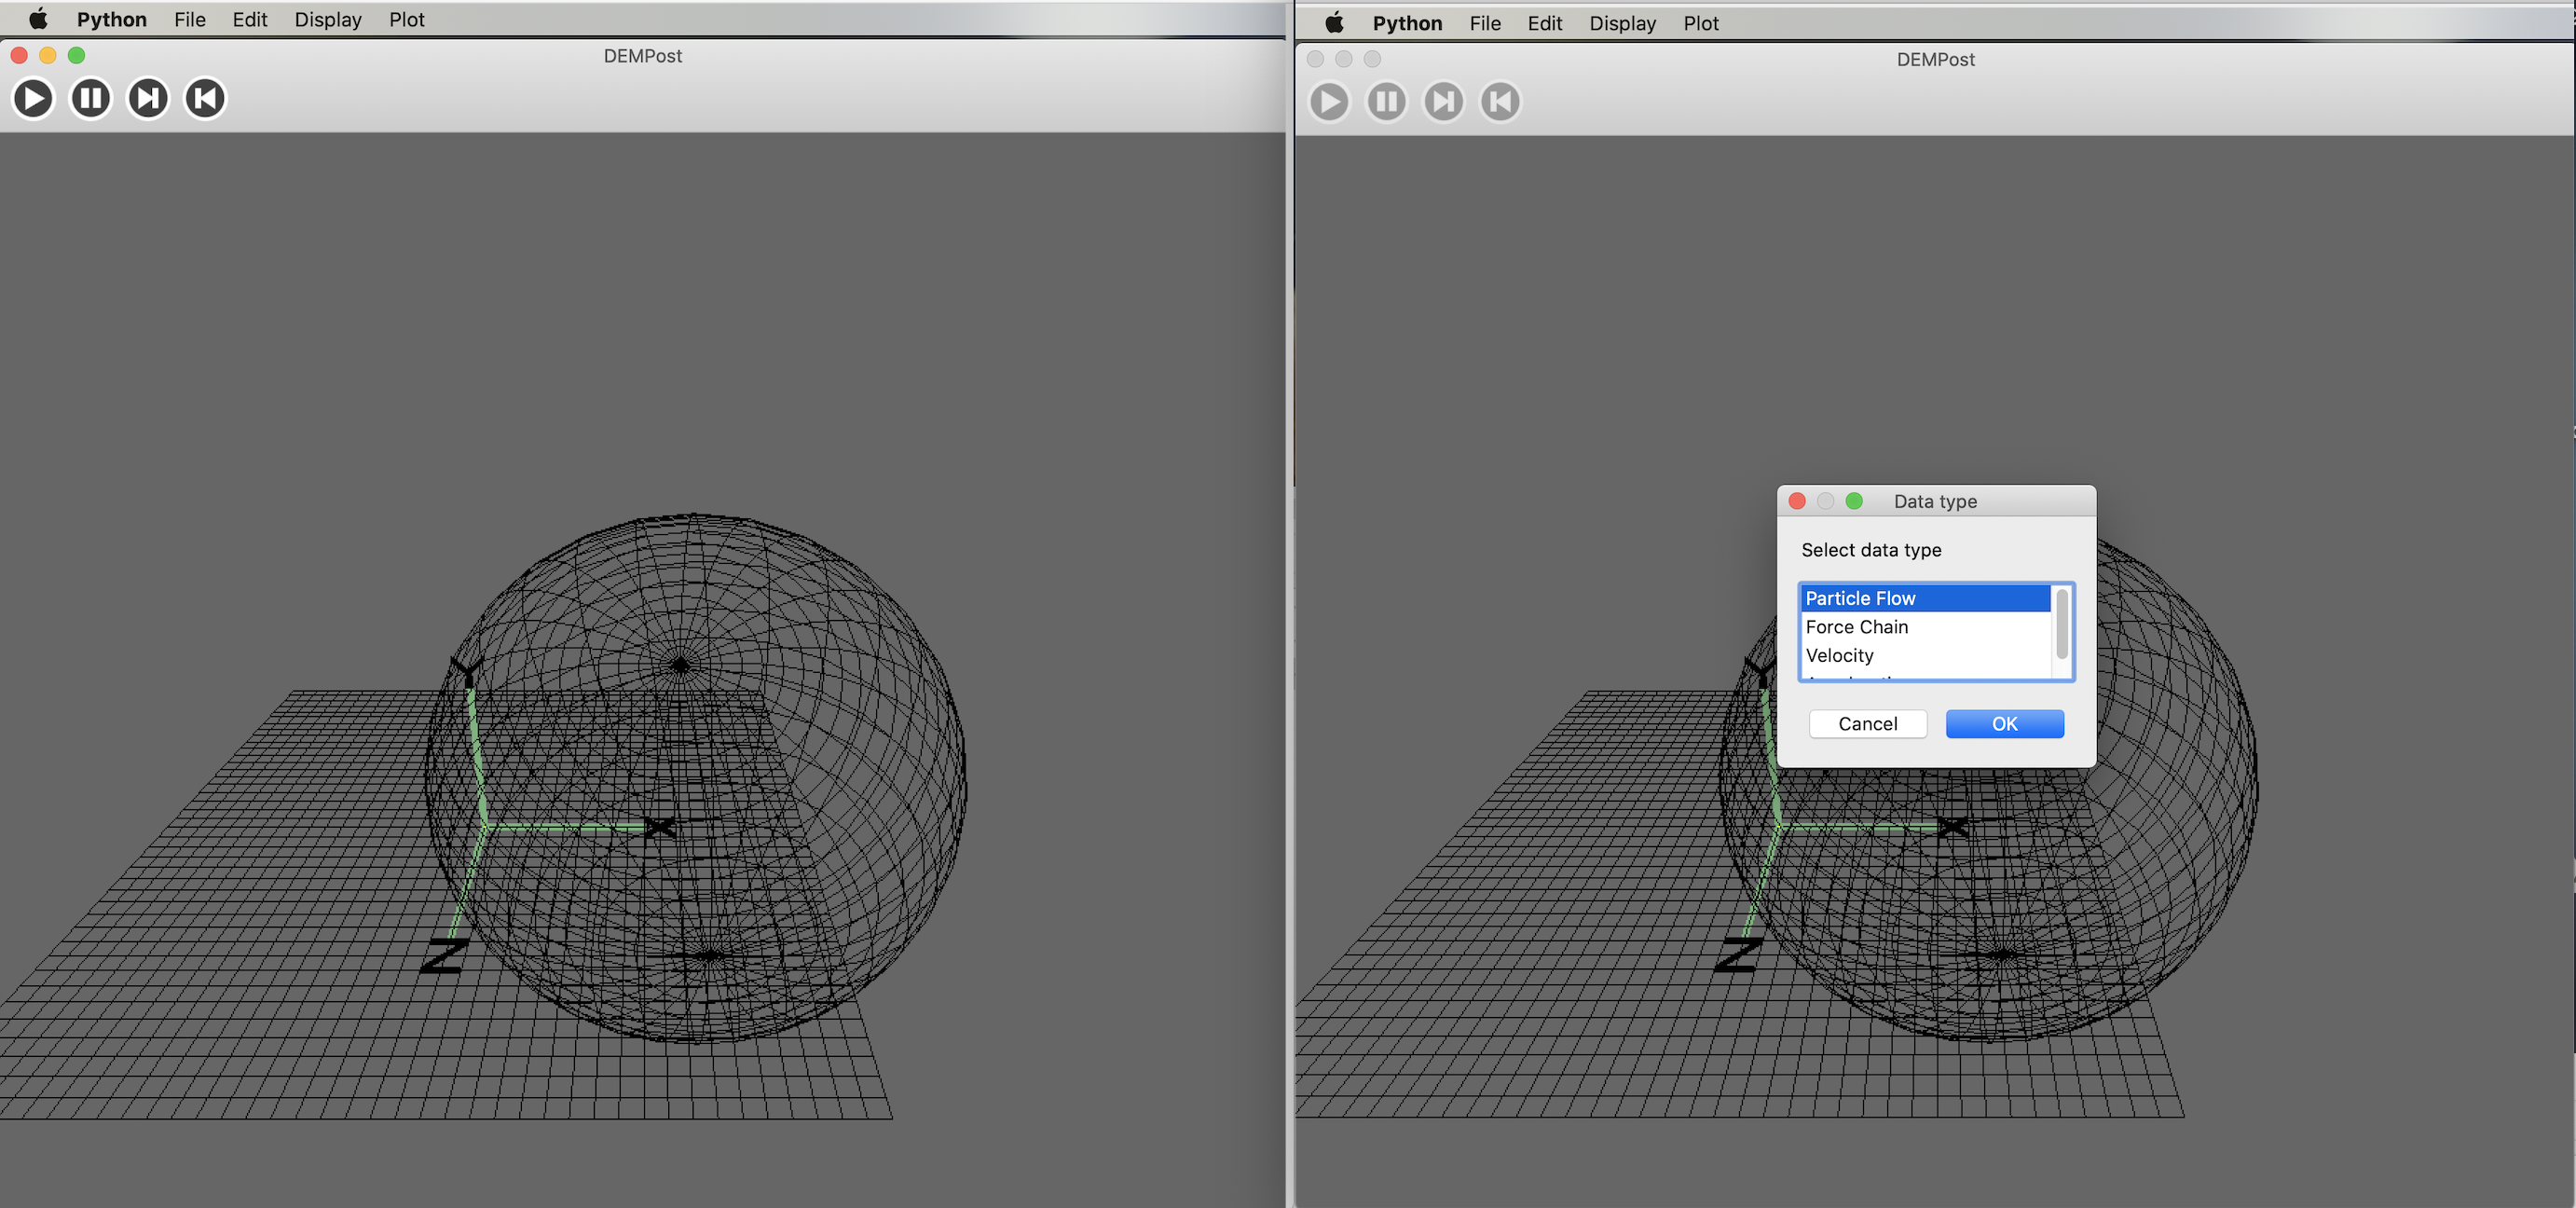 Python File Edit Display Plot
DEMPost
Y
X
Z
Python File Edit Display Plot
DEMPost
Data type
Select data type
Particle Flow
Force Chain
Velocity
Cancel OK
Y
X
Z